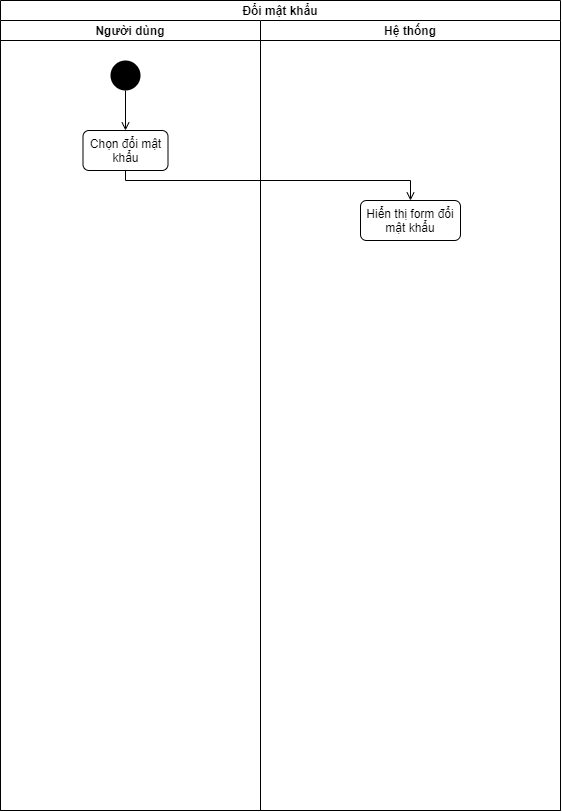 Đổi mật khẩu
Người dùng
Hệ thống
Chọn đổi mật
khẩu
Hiển thị form đổi
mật khẩu